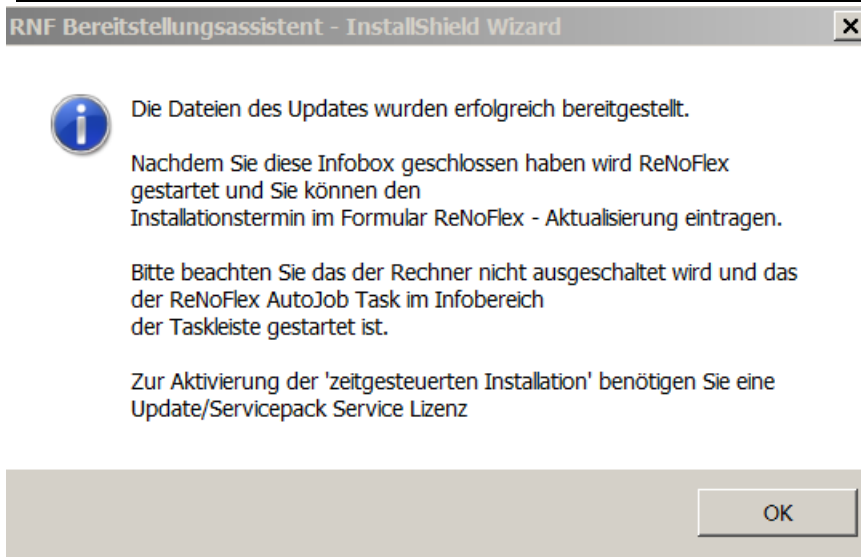 RNF Bereitstellungsassistent - InstallShield Wizard
Die Dateien des Updates wurden erfolgreich bereitgestellt.
Nachdem Sie diese Infobox geschlossen haben wird ReNoFlex
gestartet und Sie können den
Installationstermin im Formular ReNoFlex - Aktualisierung eintragen.
Bitte beachten Sie das der Rechner nicht ausgeschaltet wird und das
der ReNoFlex AutoJob Task im Infobereich
der Taskleiste gestartet ist.
Zur Aktivierung der 'zeitgesteuerten Installation' benötigen Sie eine
Update/Servicepack Service Lizenz
OK